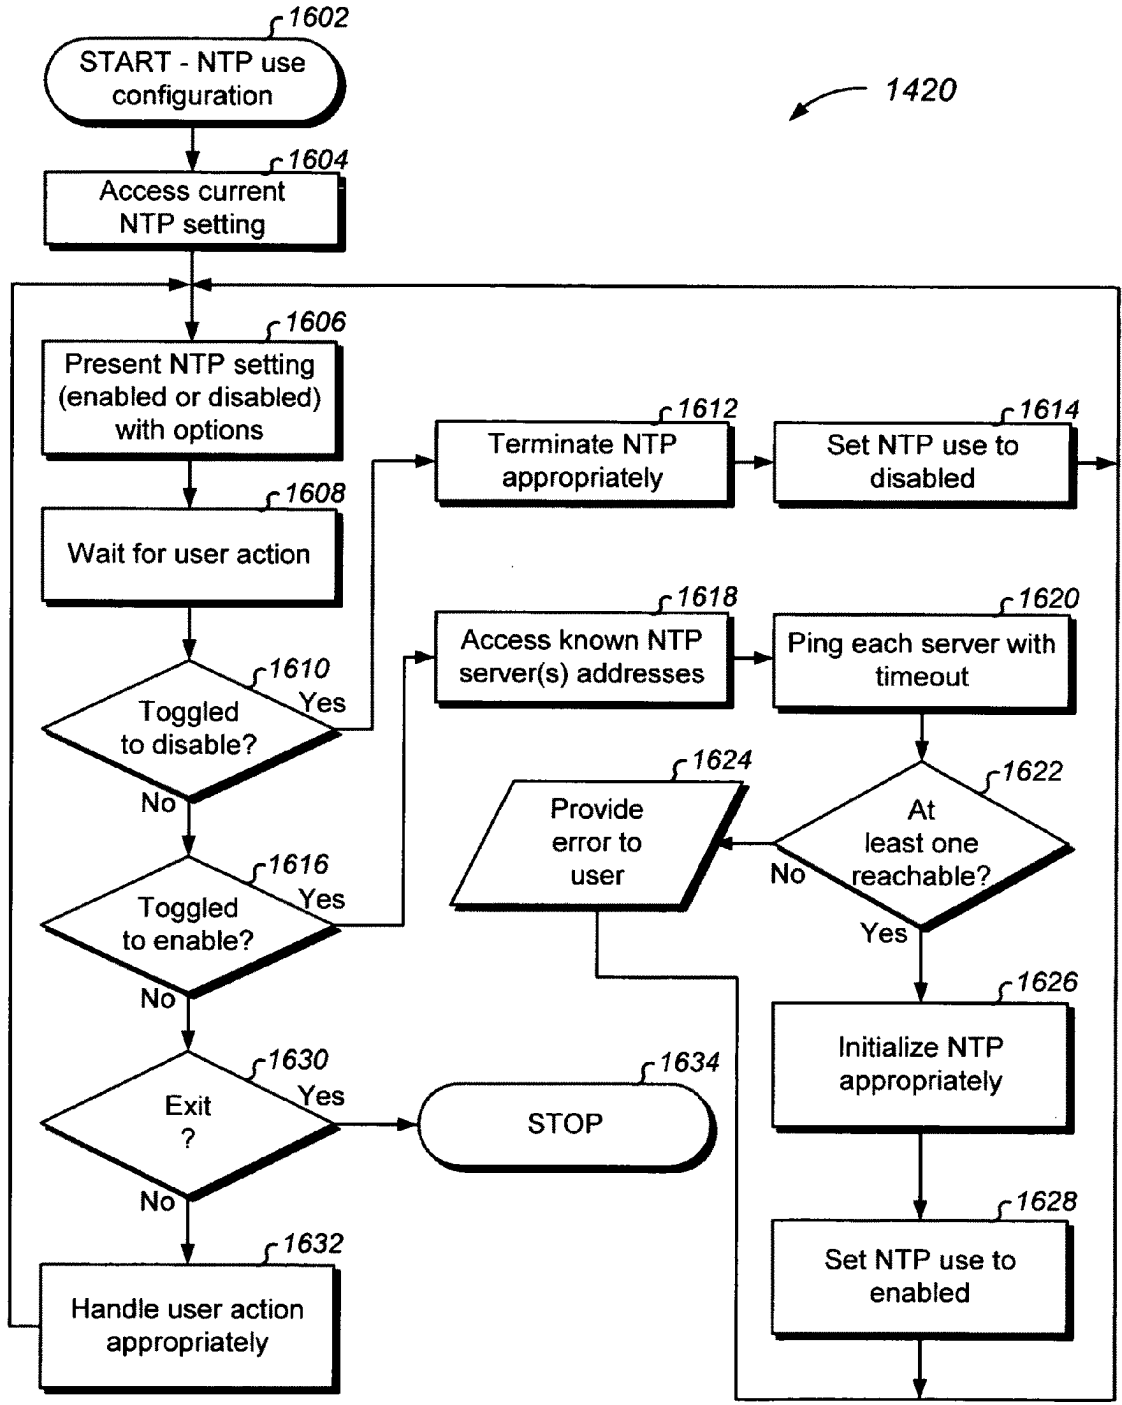 1602
START - NTP use
configuration
1420
1604
Access current
NTP setting
1606
Present NTP setting
(enabled or disabled)
with options
1608
Wait for user action
1610
Toggled
to disable?
Yes
No
1612
Terminate NTP
appropriately
1614
Set NTP use to
disabled
1616
Toggled
to enable?
Yes
No
1618
Access known NTP
server(s) addresses
1620
Ping each server with
timeout
1622
At
least one
reachable?
No
Yes
1624
Provide
error to
user
1626
Initialize NTP
appropriately
1628
Set NTP use to
enabled
1630
Exit
?
Yes
No
1634
STOP
1632
Handle user action
appropriately